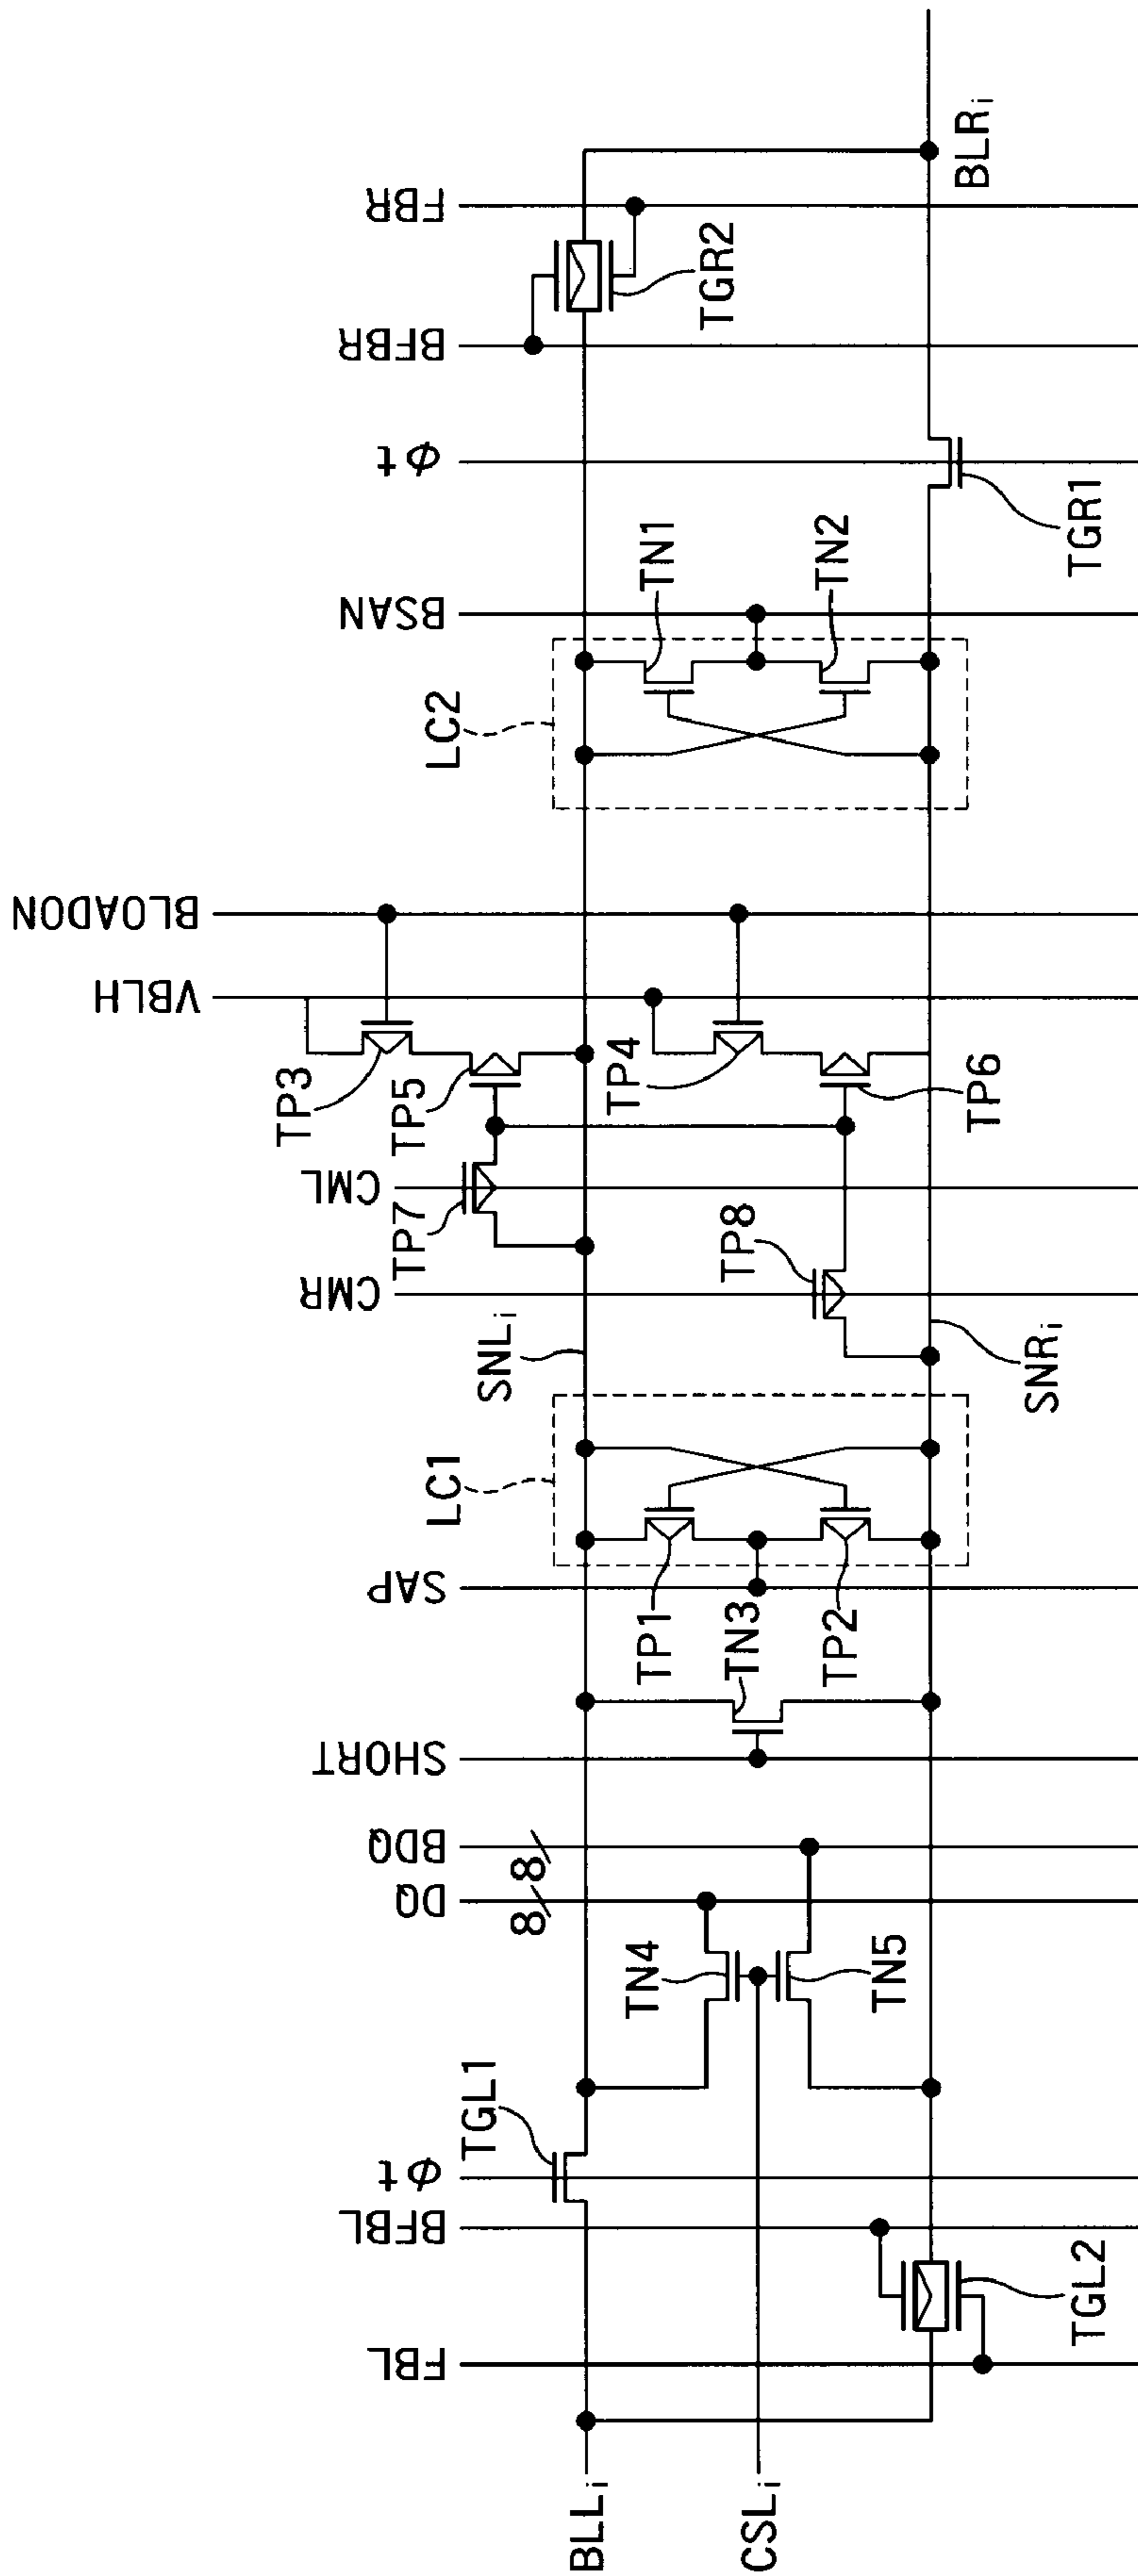 BLOADON
VBLH
FBR
BFBR
φt
BSAN
CML
CMR
SAP
SHORT
BDQ
DQ
φt
BFBL
FBL
8
8
TP3
TP5
TP7
TGR2
BLRi
LC2
TN1
TN2
TGR1
TP4
TP6
TP8
SNLi
SNRi
LC1
TP1
TN3
TP2
TN4
TN5
TGL1
TGL2
BLLi
CSLi